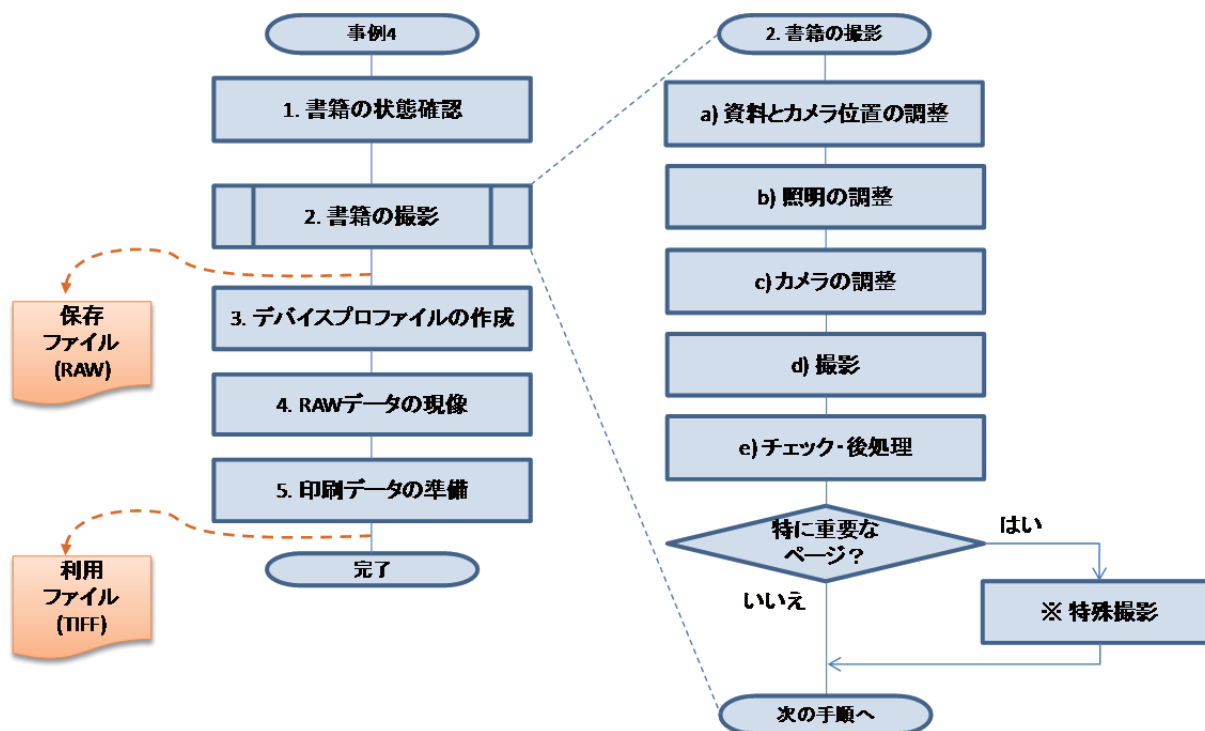 事例4
1. 書籍の状態確認
2. 書籍の撮影
保存
ファイル
(RAW)
3. デバイスプロファイルの作成
4. RAWデータの現像
5. 印刷データの準備
利用
ファイル
(TIFF)
完了
2. 書籍の撮影
a) 資料とカメラ位置の調整
b) 照明の調整
c) カメラの調整
d) 撮影
e) チェック・後処理
特に重要な
ページ?
はい
いいえ
※ 特殊撮影
次の手順へ